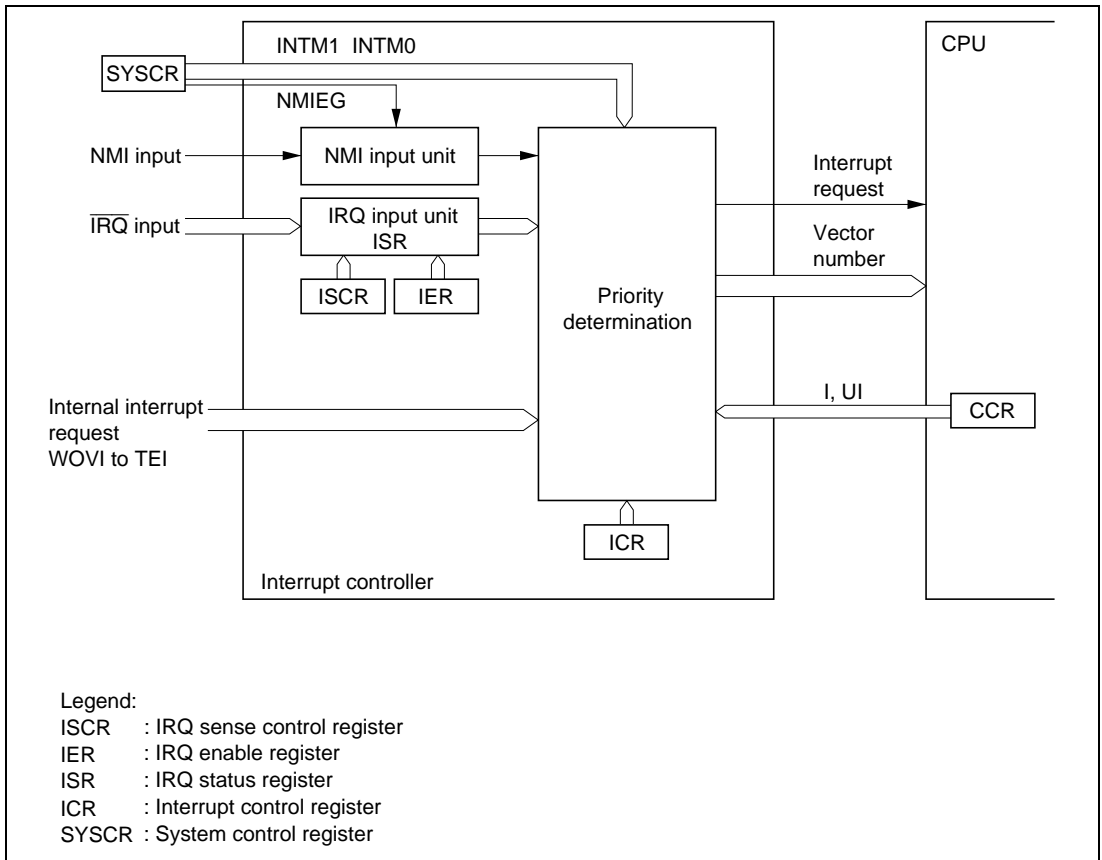 INTM1 INTM0
CPU
SYSCR
NMIEG
NMI input
NMI input unit
Interrupt
request
IRQ input
IRQ input unit
ISR
Vector
number
ISCR
IER
Priority
determination
I, UI
CCR
Internal interrupt
request
WOVI to TEI
ICR
Interrupt controller
Legend:
ISCR : IRQ sense control register
IER : IRQ enable register
ISR : IRQ status register
ICR : Interrupt control register
SYSCR : System control register